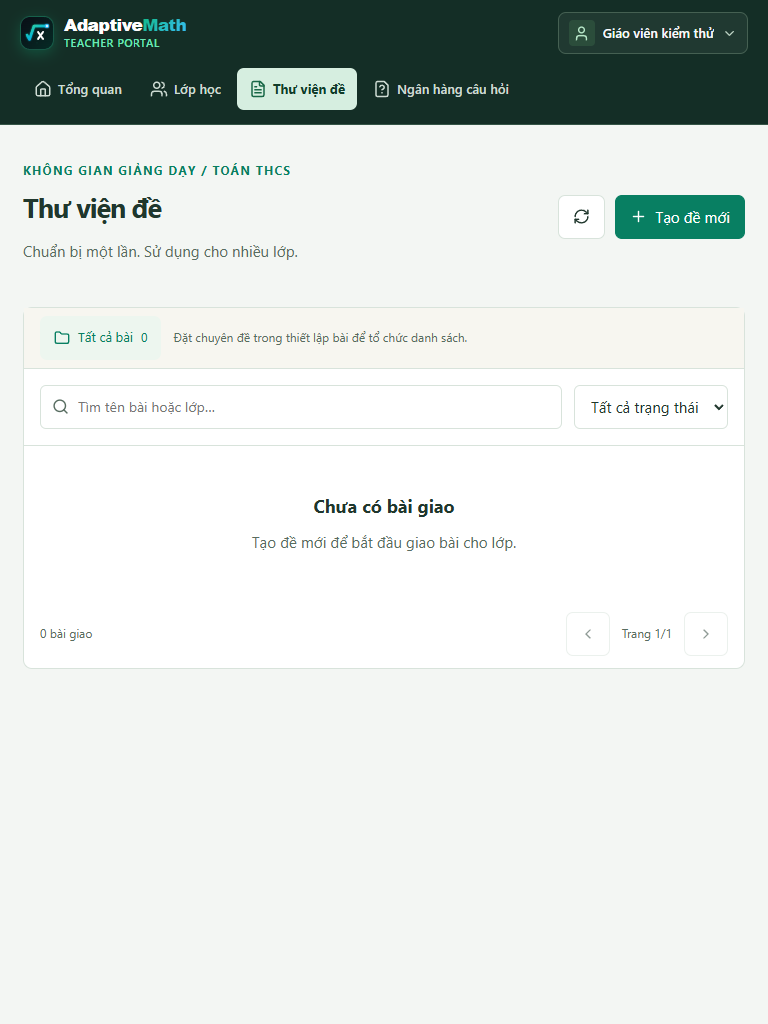 AdaptiveMath
TEACHER PORTAL
Giáo viên kiểm thử
Tổng quan
Lớp học
Thư viện đề
Ngân hàng câu hỏi
KHÔNG GIAN GIẢNG DẠY / TOÁN THCS
Thư viện đề
Chuẩn bị một lần. Sử dụng cho nhiều lớp.
Tạo đề mới
Tất cả bài 0
Đặt chuyên đề trong thiết lập bài để tổ chức danh sách.
Tìm tên bài hoặc lớp...
Tất cả trạng thái
Chưa có bài giao
Tạo đề mới để bắt đầu giao bài cho lớp.
0 bài giao
Trang 1/1